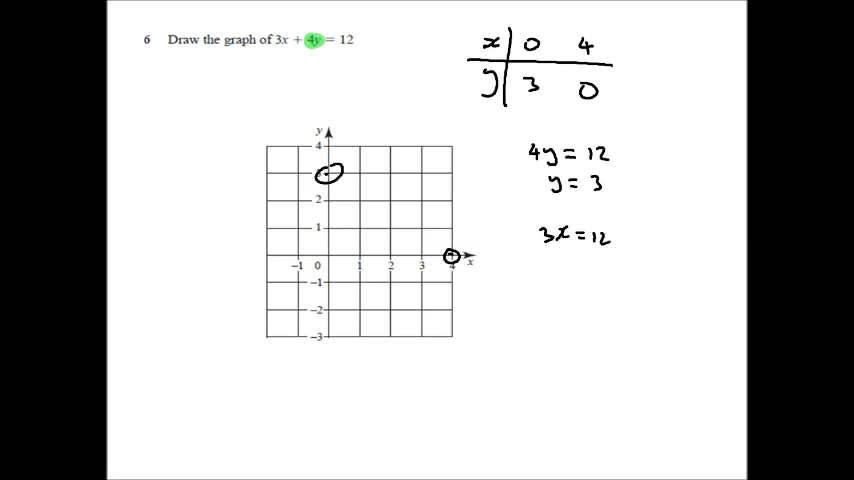 6 Draw the graph of 3x + 4y = 12
x 0 4
y 3 0
y
4
2
1
-1 0 1 2 3 4 x
-1
-2
-3
4y = 12
y = 3
3x = 12